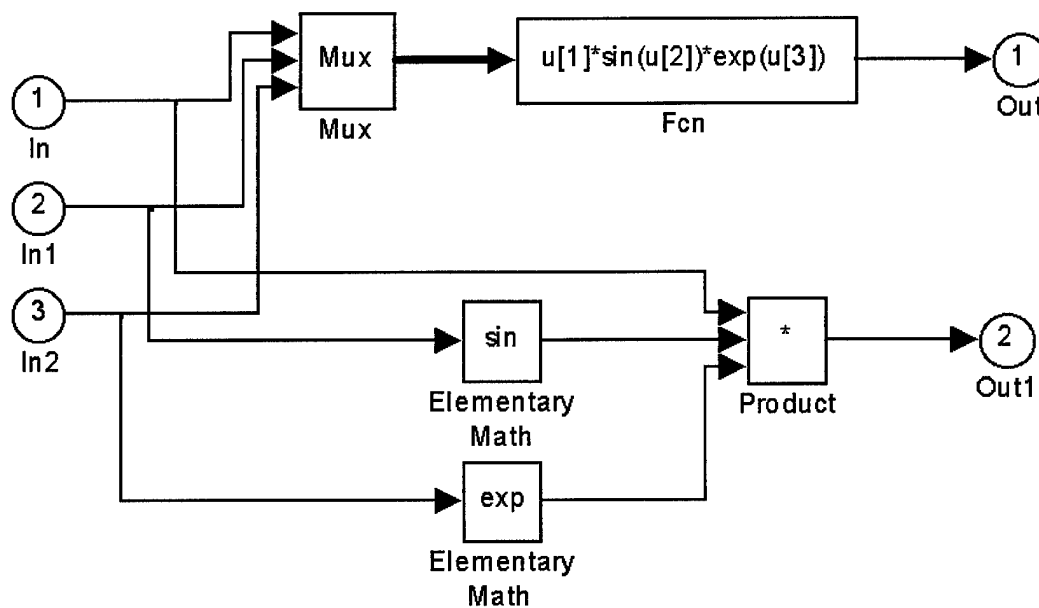 1
In
2
In1
3
In2
Mux
Mux
u[1]*sin(u[2])*exp(u[3])
Fcn
1
Out
sin
Elementary
Math
exp
Elementary
Math
*
Product
2
Out1